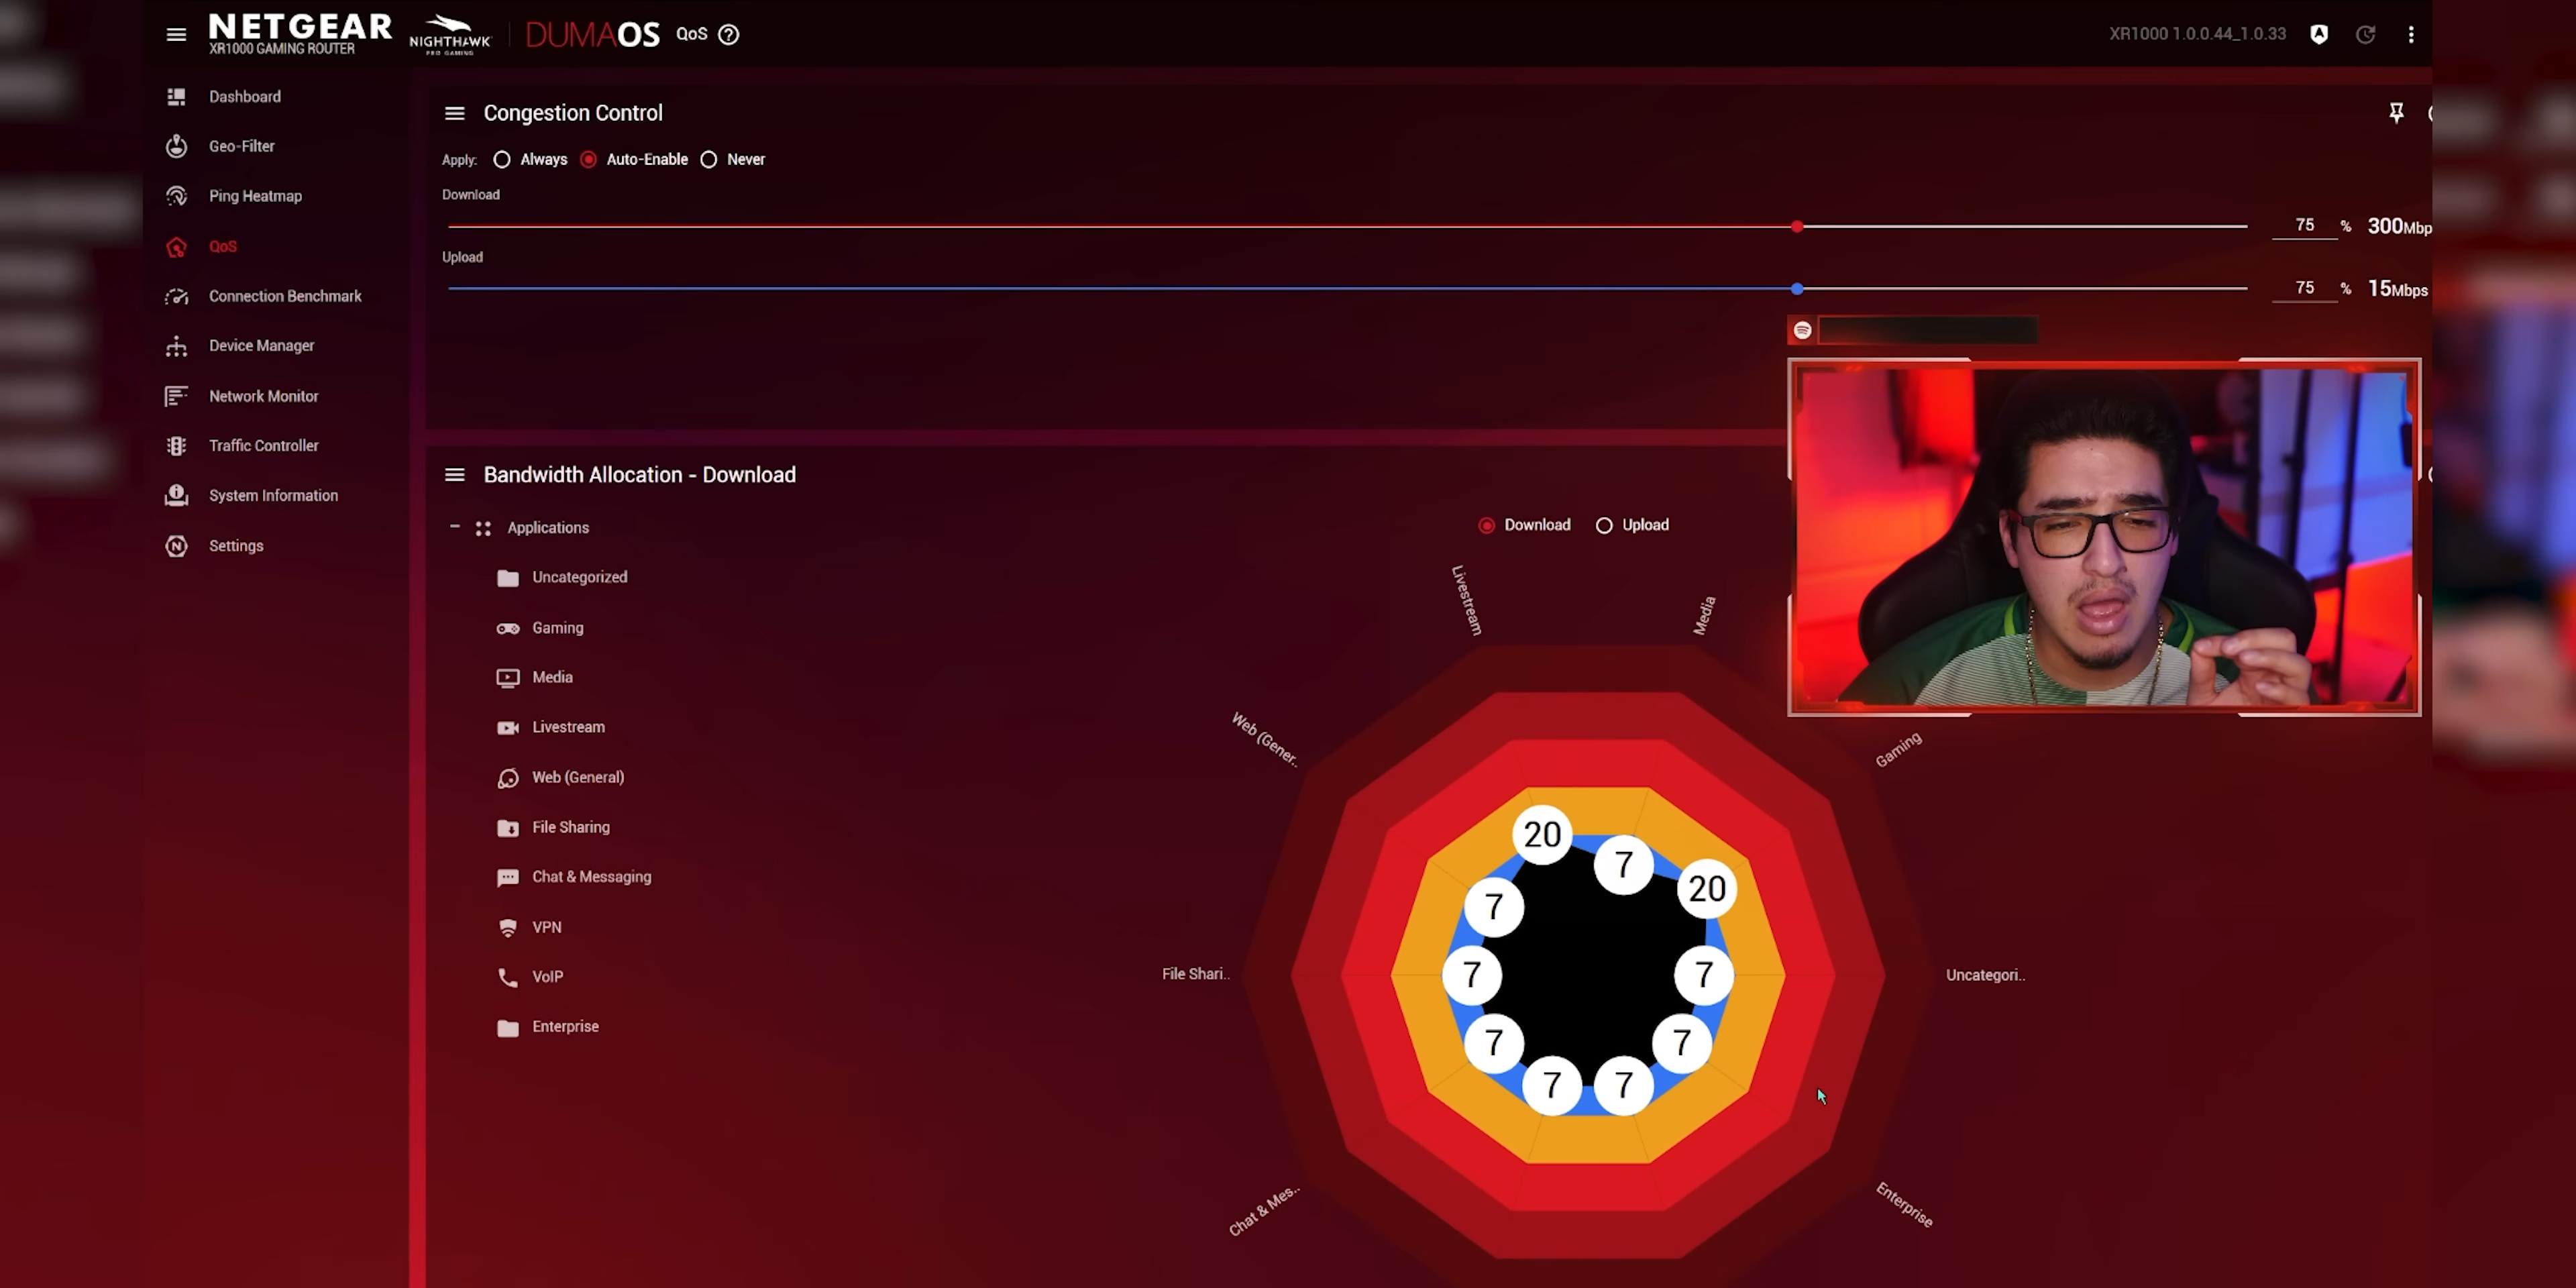 NETGEAR
XR1000 GAMING ROUTER
NIGHTHAWK
PRO GAMING
DUMAOS QoS ?
XR1000 1.0.0.44_1.0.33
Dashboard
Geo-Filter
Ping Heatmap
QoS
Connection Benchmark
Device Manager
Network Monitor
Traffic Controller
System Information
Settings
Congestion Control
Apply: Always Auto-Enable Never
Download
75 % 300Mbp
Upload
75 % 15Mbps
Bandwidth Allocation - Download
Applications
Uncategorized
Gaming
Media
Livestream
Web (General)
File Sharing
Chat & Messaging
VPN
VoIP
Enterprise
Download Upload
Livestream
Media
Web (Gener..
Gaming
File Shari..
Uncategori..
Chat & Mes..
Enterprise
20
7
20
7
7
7
7
7
7
7